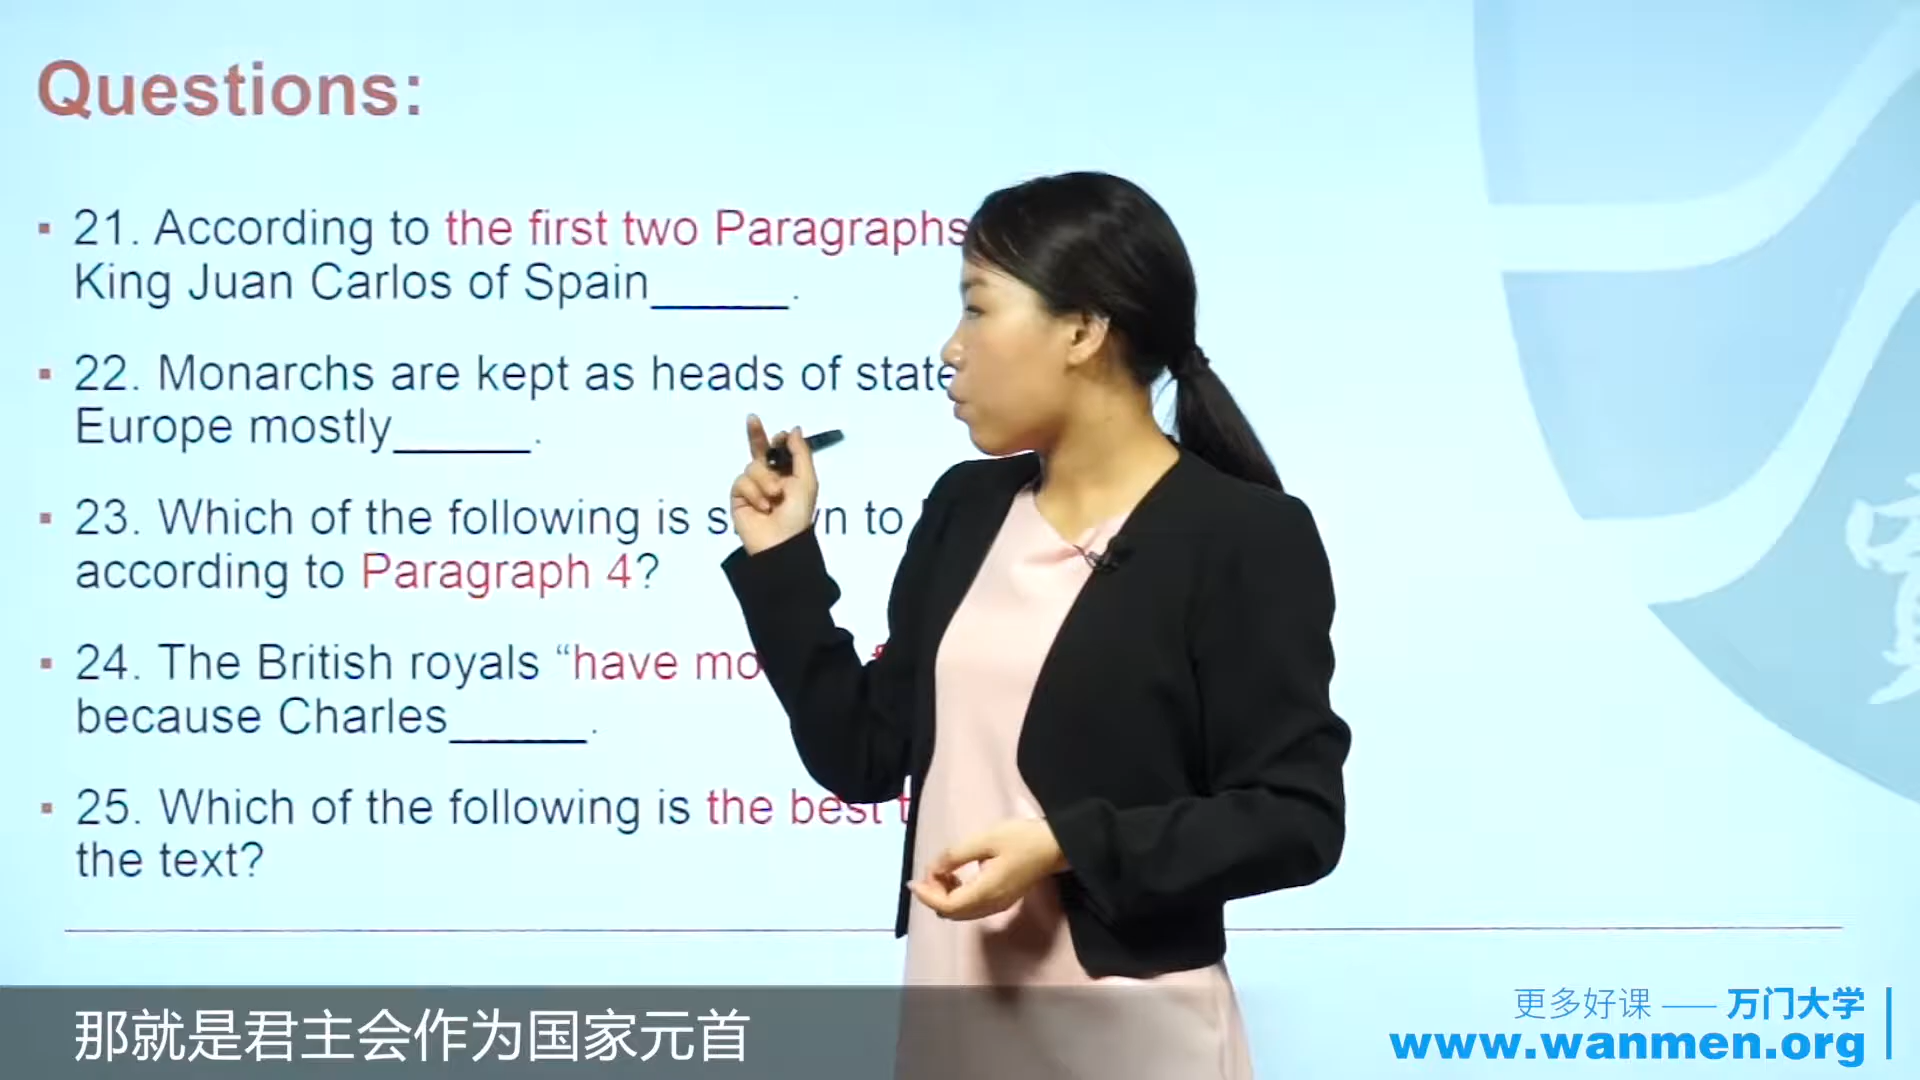 Questions:
21. According to the first two Paragraphs
King Juan Carlos of Spain_____.
22. Monarchs are kept as heads of state
Europe mostly_____.
23. Which of the following is to
according to Paragraph 4?
24. The British royals “have
because Charles_____.
25. Which of the following is the best
the text?
那就是君主会作为国家元首
更多好课 —— 万门大学
www.wanmen.org